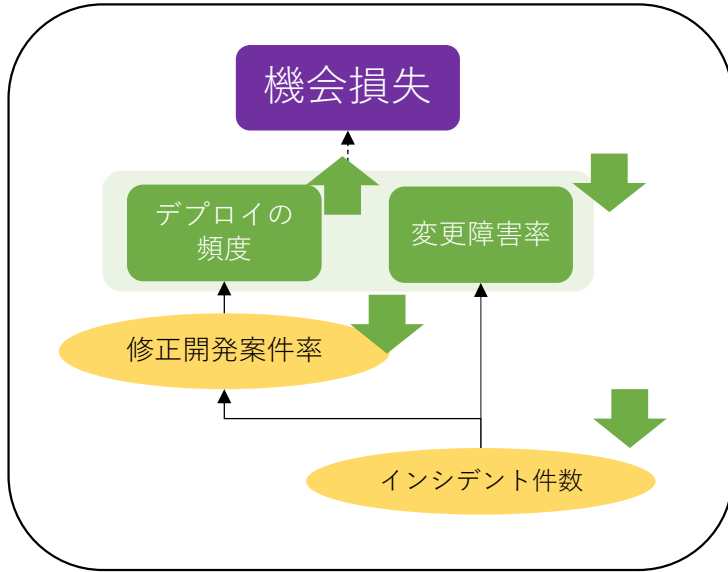 機会損失
デプロイの
頻度
変更障害率
修正開発案件率
インシデント件数